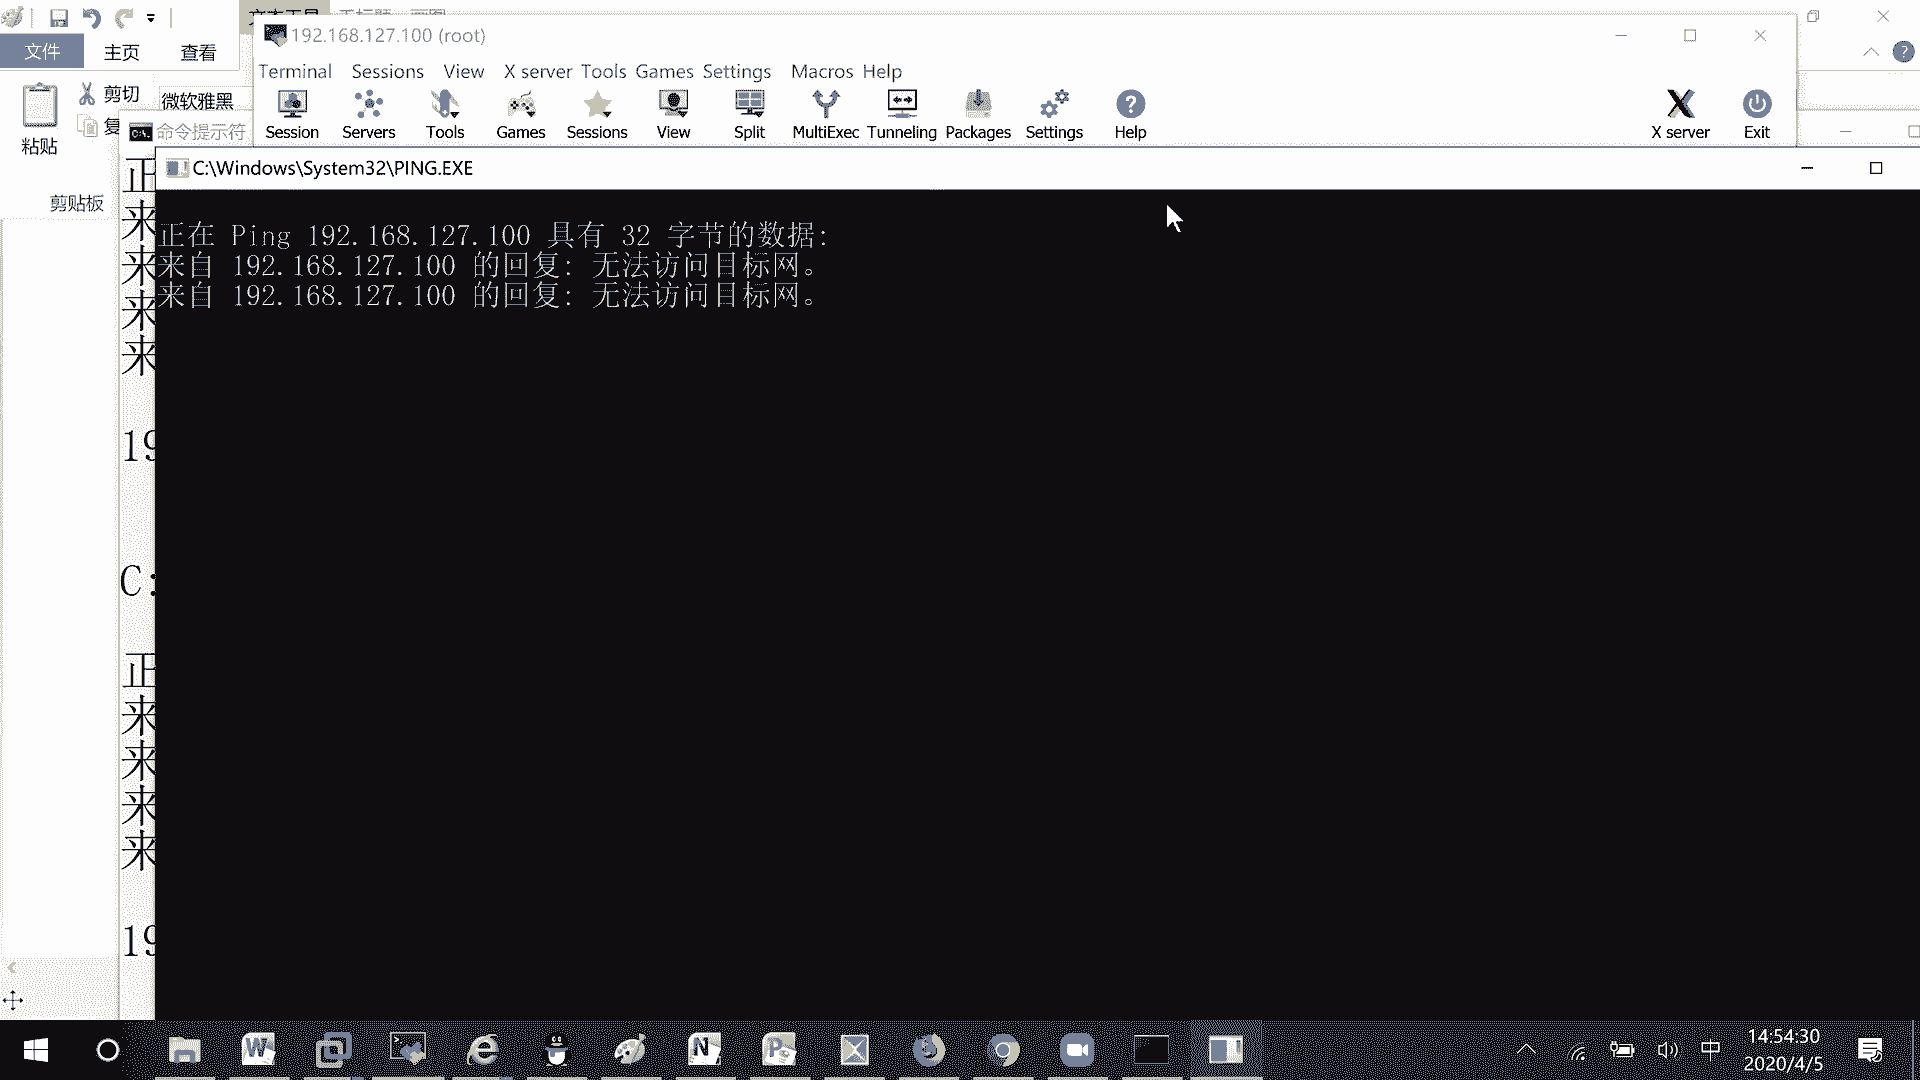 192.168.127.100 (root)
文件
主页
查看
Terminal Sessions View X server Tools Games Settings Macros Help
剪切
微软雅黑
粘贴
命令提示符
Session Servers Tools Games Sessions View Split MultiExec Tunneling Packages Settings Help X server Exit
剪贴板
C:\Windows\System32\PING.EXE
正在 Ping 192.168.127.100 具有 32 字节的数据:
来自 192.168.127.100 的回复: 无法访问目标网。
来自 192.168.127.100 的回复: 无法访问目标网。
正
来
来
来
来
19
C:
正
来
来
来
来
19
中
14:54:30
2020/4/5